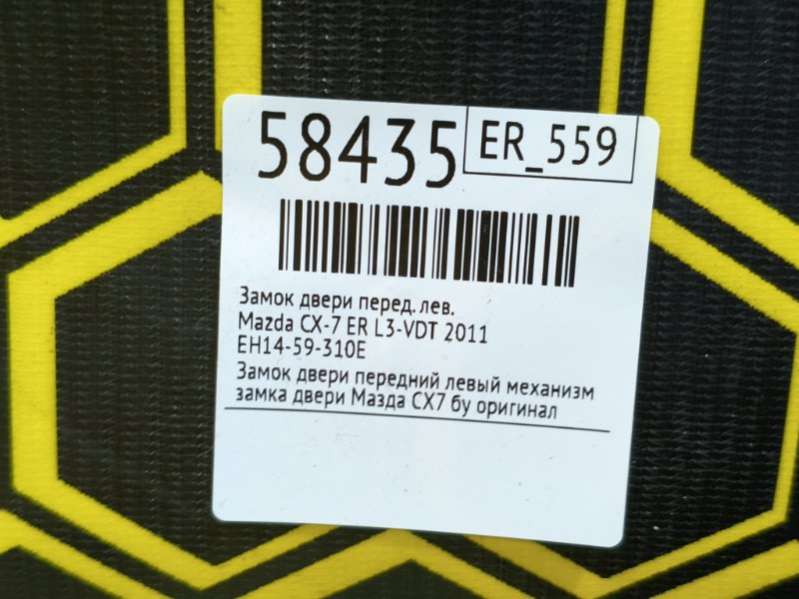 58435 ER_559
Замок двери перед. лев.
Mazda CX-7 ER L3-VDT 2011
EH14-59-310E
Замок двери передний левый механизм
замка двери Мазда СХ7 бу оригинал